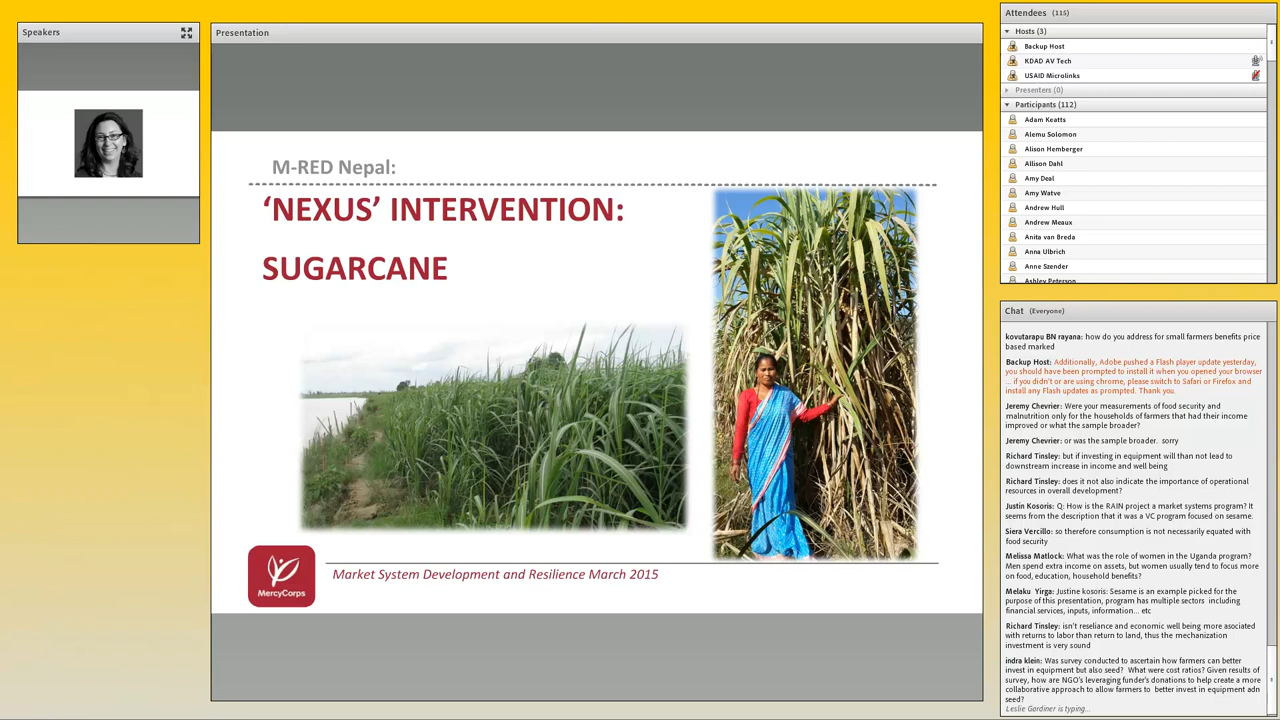 Speakers
Presentation
M-RED Nepal:
‘NEXUS’ INTERVENTION:
SUGARCANE
MercyCorps
Market System Development and Resilience March 2015
Attendees (115)
Hosts (3)
Backup Host
KDAD AV Tech
USAID Microlinks
Presenters (0)
Participants (112)
Adam Keatts
Alemu Solomon
Alison Hemberger
Allison Dahl
Amy Deal
Amy Watve
Andrew Hull
Andrew Meaux
Anita van Breda
Anna Ulbrich
Anne Szender
Ashley Peterson
Chat (Everyone)
kovutarapu BN rayana: how do you address for small farmers benefits price
based marked
Backup Host: Additionally, Adobe pushed a Flash player update yesterday,
you should have been prompted to install it when you opened your browser
... if you didn't or are using chrome, please switch to Safari or Firefox and
install any Flash updates as prompted. Thank you.
Jeremy Chevrier: Were your measurements of food security and
malnutrition only for the households of farmers that had their income
improved or what the sample broader?
Jeremy Chevrier: or was the sample broader. sorry
Richard Tinsley: but if investing in equipment will than not lead to
downstream increase in income and well being
Richard Tinsley: does it not also indicate the importance of operational
resources in overall development?
Justin Kosoris: Q: How is the RAIN project a market systems program? It
seems from the description that it was a VC program focused on sesame.
Siera Vercillo: so therefore consumption is not necessarily equated with
food security
Melissa Matlock: What was the role of women in the Uganda program?
Men spend extra income on assets, but women usually tend to focus more
on food, education, household benefits?
Melaku Yirga: Justine kosoris: Sesame is an example picked for the
purpose of this presentation, program has multiple sectors including
financial services, inputs, information... etc
Richard Tinsley: isn't reseliance and economic well being more asociated
with returns to labor than return to land, thus the mechanization
investment is very sound
indra klein: Was survey conducted to ascertain how farmers can better
invest in equipment but also seed? What were cost ratios? Given results of
survey, how are NGO's leveraging funder's donations to help create a more
collaborative approach to allow farmers to better invest in equipment adn
seed?
Leslie Gardiner is typing...